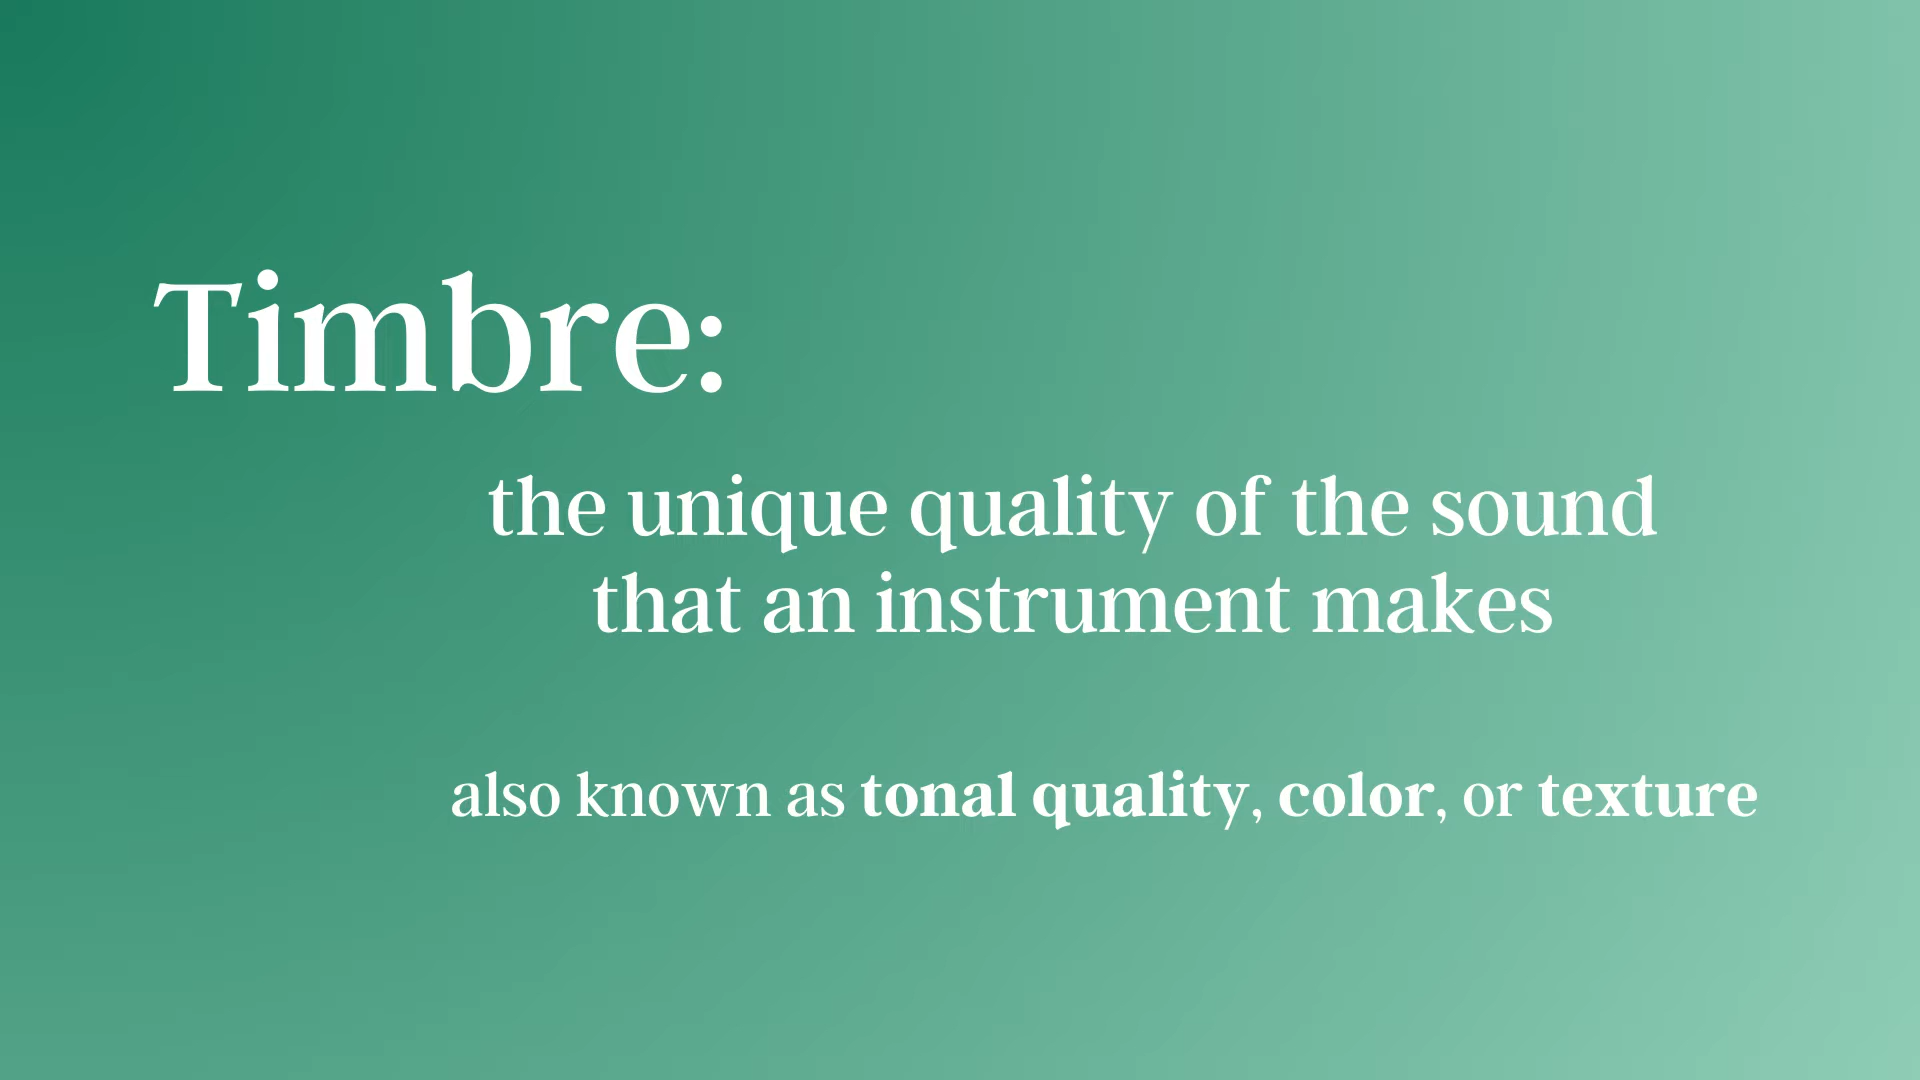 Timbre:
the unique quality of the sound
that an instrument makes
also known as tonal quality, color, or texture